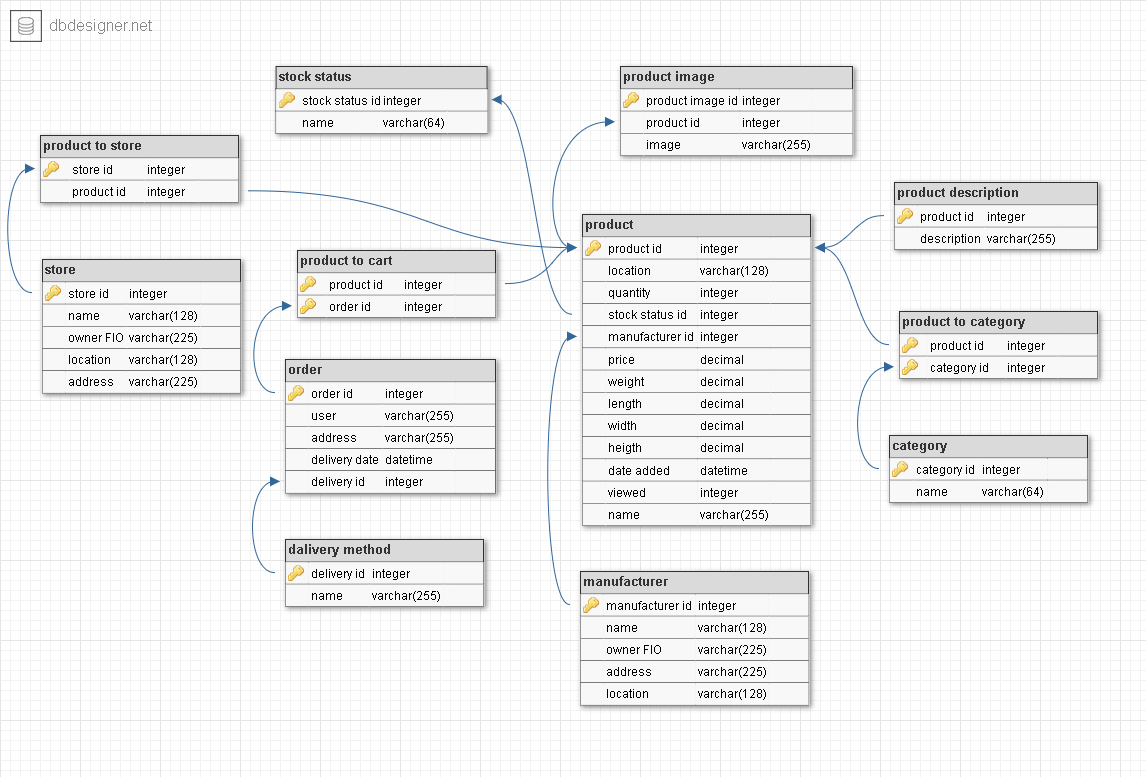 dbdesigner.net
stock status
stock status id integer
name varchar(64)
product image
product image id integer
product id integer
image varchar(255)
product to store
store id integer
product id integer
product description
product id integer
description varchar(255)
product
product id integer
location varchar(128)
quantity integer
stock status id integer
manufacturer id integer
price decimal
weight decimal
length decimal
width decimal
heigth decimal
date added datetime
viewed integer
name varchar(255)
store
store id integer
name varchar(128)
owner FIO varchar(225)
location varchar(128)
address varchar(225)
product to cart
product id integer
order id integer
product to category
product id integer
category id integer
order
order id integer
user varchar(255)
address varchar(255)
delivery date datetime
delivery id integer
category
category id integer
name varchar(64)
dalivery method
delivery id integer
name varchar(255)
manufacturer
manufacturer id integer
name varchar(128)
owner FIO varchar(225)
address varchar(225)
location varchar(128)